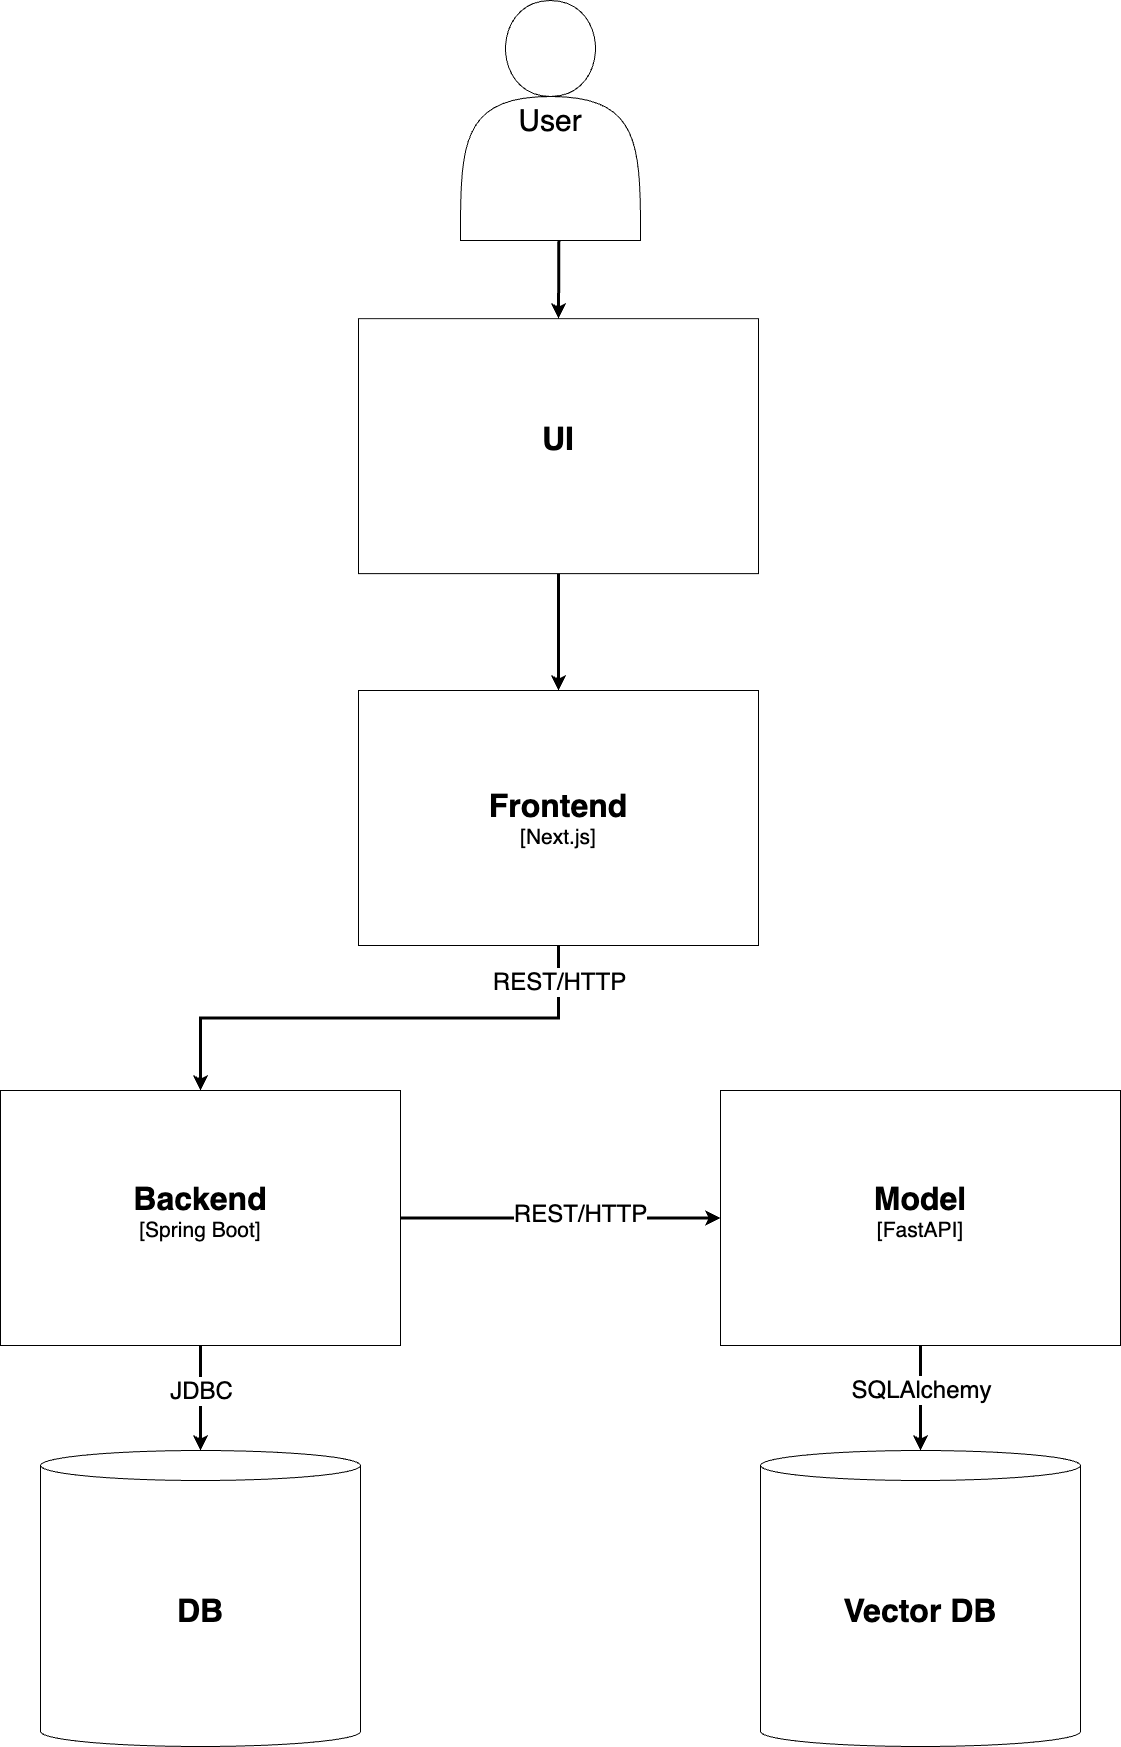 User
UI
Frontend
[Next.js]
REST/HTTP
Backend
[Spring Boot]
REST/HTTP
Model
[FastAPI]
JDBC
SQLAlchemy
DB
Vector DB